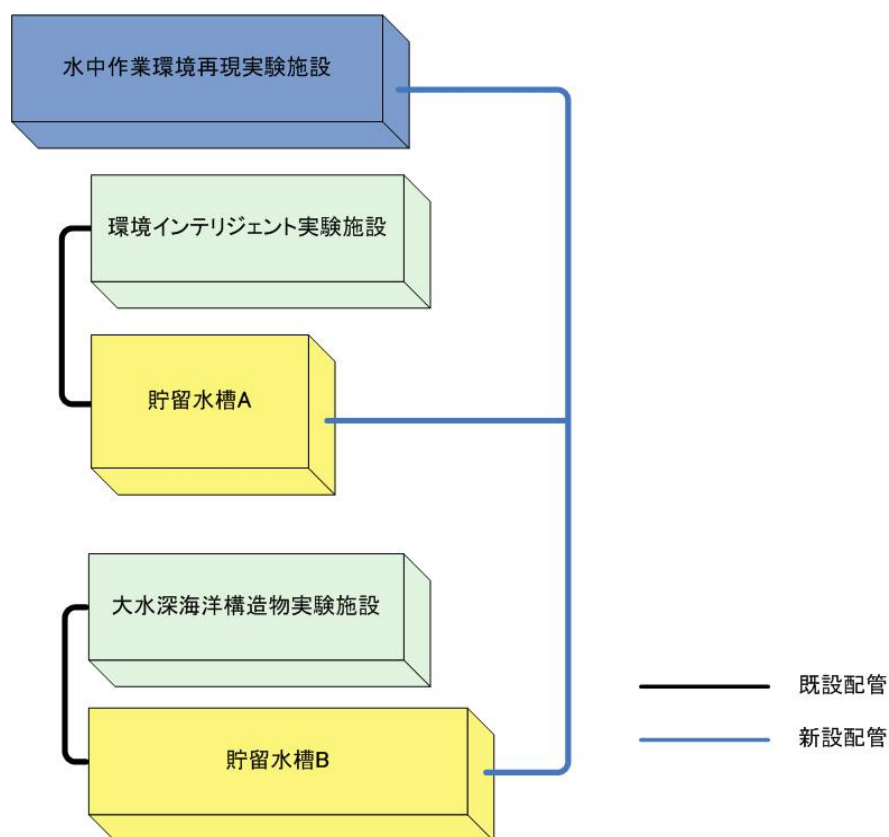 水中作業環境再現実験施設
環境インテリジェント実験施設
貯留水槽A
大水深海洋構造物実験施設
貯留水槽B
既設配管
新設配管